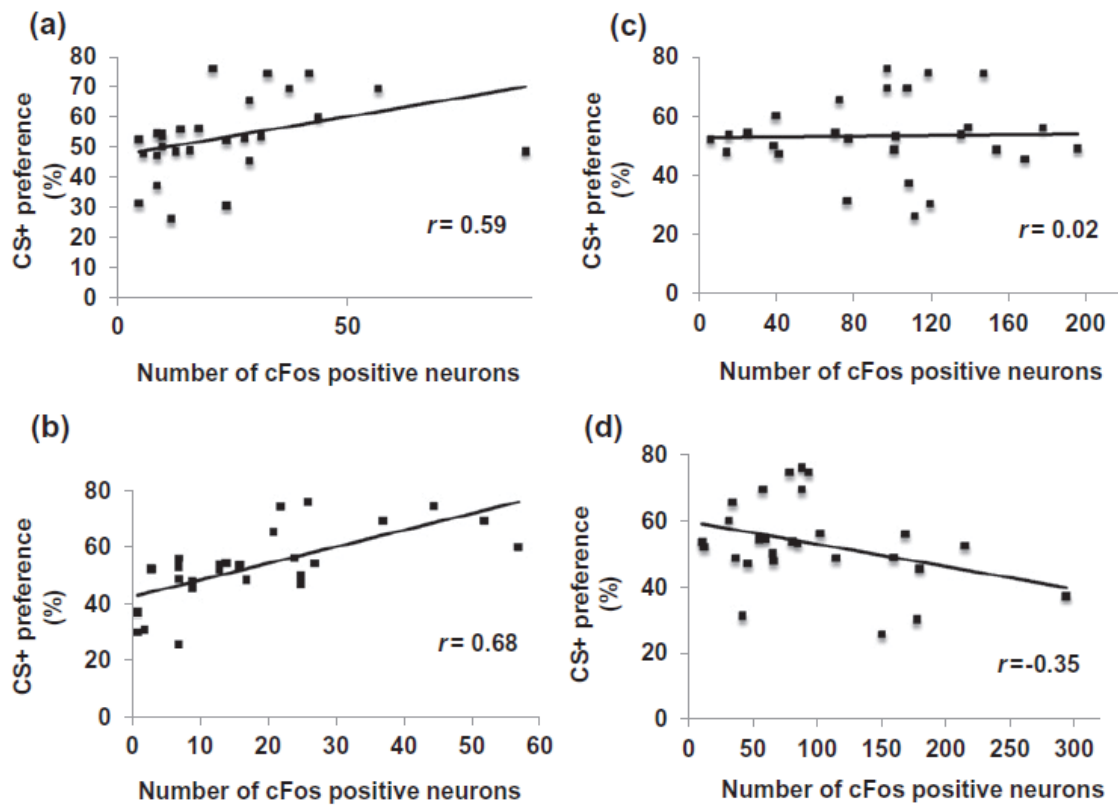 (a)
80
70
60
50
40
30
20
10
0
CS+ preference
(%)
r = 0.59
0 50
Number of cFos positive neurons
(c)
80
60
40
20
0
CS+ preference
(%)
r = 0.02
0 40 80 120 160 200
Number of cFos positive neurons
(b)
80
60
40
20
0
CS+ preference
(%)
r = 0.68
0 10 20 30 40 50 60
Number of cFos positive neurons
(d)
80
60
40
20
0
CS+ preference
(%)
r =-0.35
0 50 100 150 200 250 300
Number of cFos positive neurons